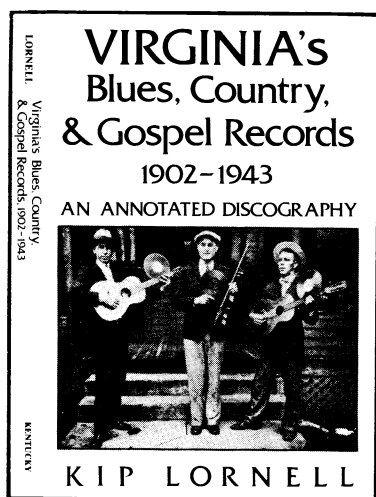 LORNELL
Virginia's Blues, Country,
& Gospel Records, 1902–1943
KENTUCKY
VIRGINIA's
Blues, Country,
& Gospel Records
1902–1943
AN ANNOTATED DISCOGRAPHY
KIP LORNELL